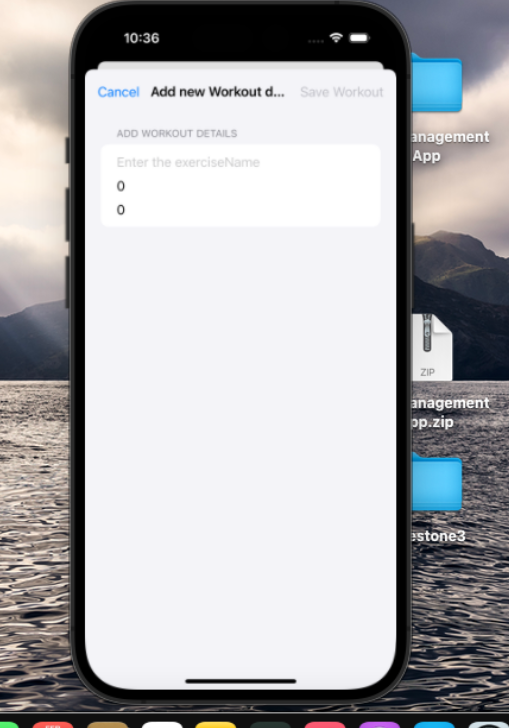 10:36
Cancel Add new Workout d... Save Workout
ADD WORKOUT DETAILS
Enter the exerciseName
0
0
anagement
App
ZIP
anagement
pp.zip
estone3